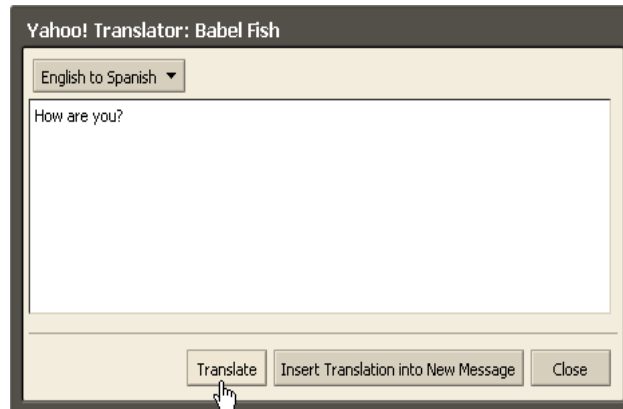 Yahoo! Translator: Babel Fish
English to Spanish
How are you?
Translate Insert Translation into New Message Close